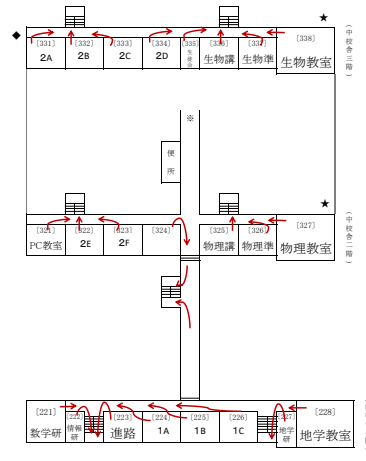 ★
◆
[331] [332] [333] [334] [335] [336] [337] [338]
2A 2B 2C 2D 生徒会 生物講 生物準 生物教室
(中校舎三階)
※
便所
★
[321] [322] [323] [324] [325] [326] [327]
PC教室 2E 2F 物理講 物理準 物理教室
(中校舎二階)
[221] [222] [223] [224] [225] [226] [227] [228]
数学研 情報研 進路 1A 1B 1C 地学研 地学教室